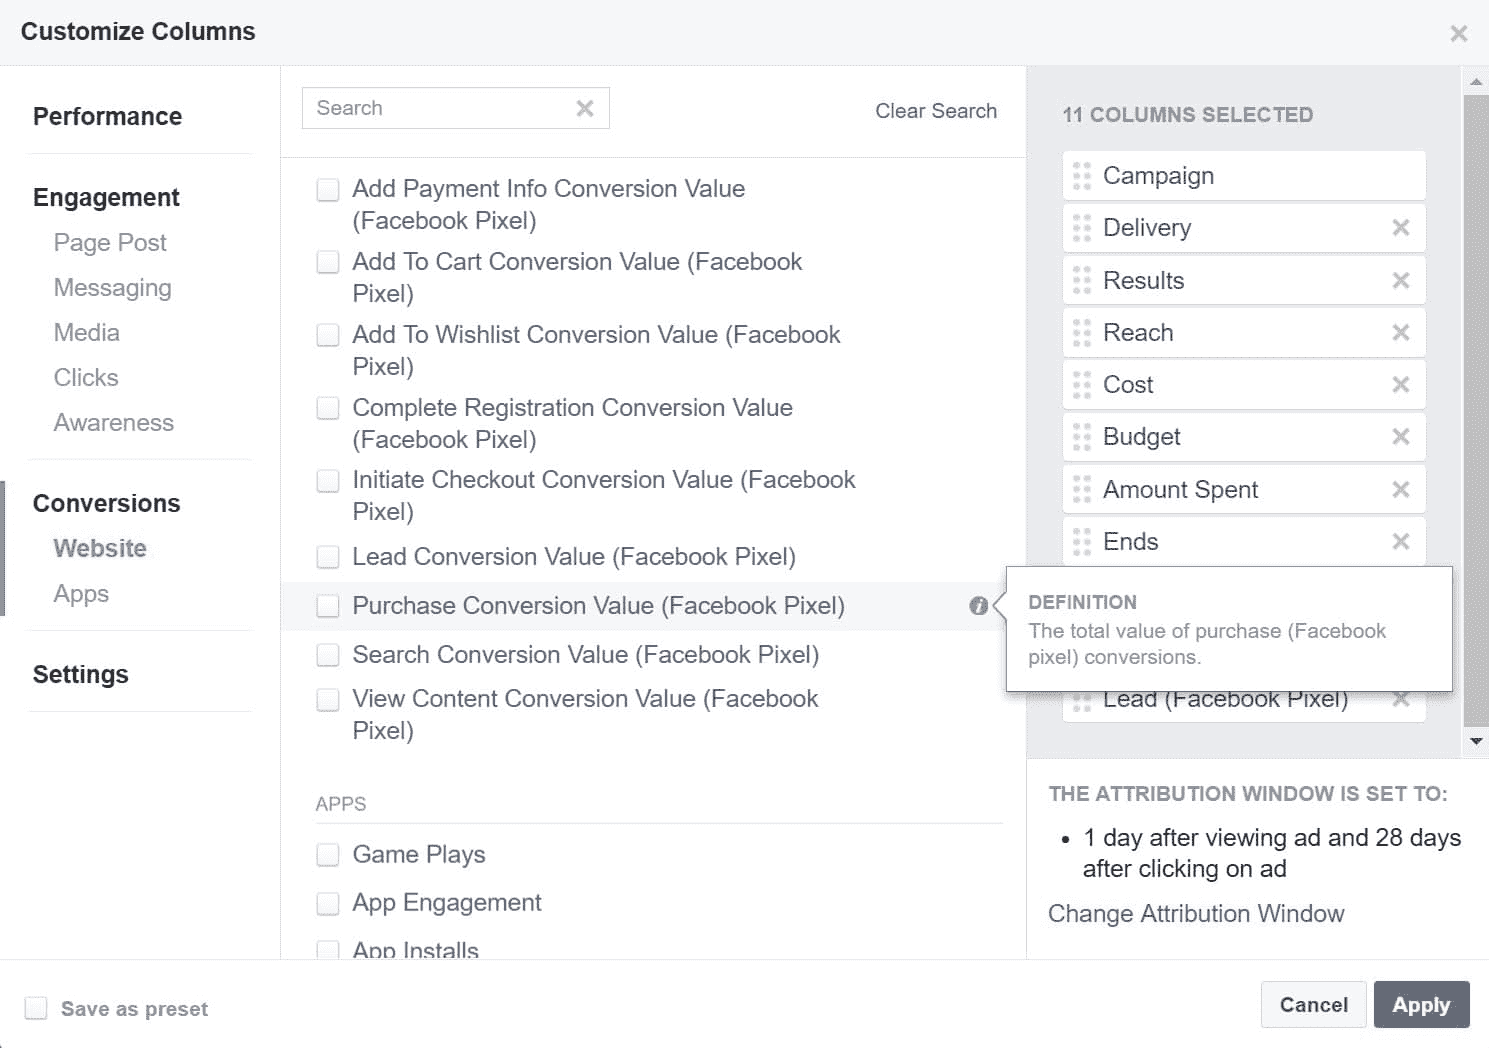 Customize Columns
Performance
Engagement
Page Post
Messaging
Media
Clicks
Awareness
Conversions
Website
Apps
Settings
Search
Clear Search
Add Payment Info Conversion Value
(Facebook Pixel)
Add To Cart Conversion Value (Facebook
Pixel)
Add To Wishlist Conversion Value (Facebook
Pixel)
Complete Registration Conversion Value
(Facebook Pixel)
Initiate Checkout Conversion Value (Facebook
Pixel)
Lead Conversion Value (Facebook Pixel)
Purchase Conversion Value (Facebook Pixel)
Search Conversion Value (Facebook Pixel)
View Content Conversion Value (Facebook
Pixel)
APPS
Game Plays
App Engagement
App Installs
11 COLUMNS SELECTED
Campaign
Delivery
Results
Reach
Cost
Budget
Amount Spent
Ends
DEFINITION
The total value of purchase (Facebook
pixel) conversions.
Lead (Facebook Pixel)
THE ATTRIBUTION WINDOW IS SET TO:
• 1 day after viewing ad and 28 days
after clicking on ad
Change Attribution Window
Save as preset
Cancel
Apply